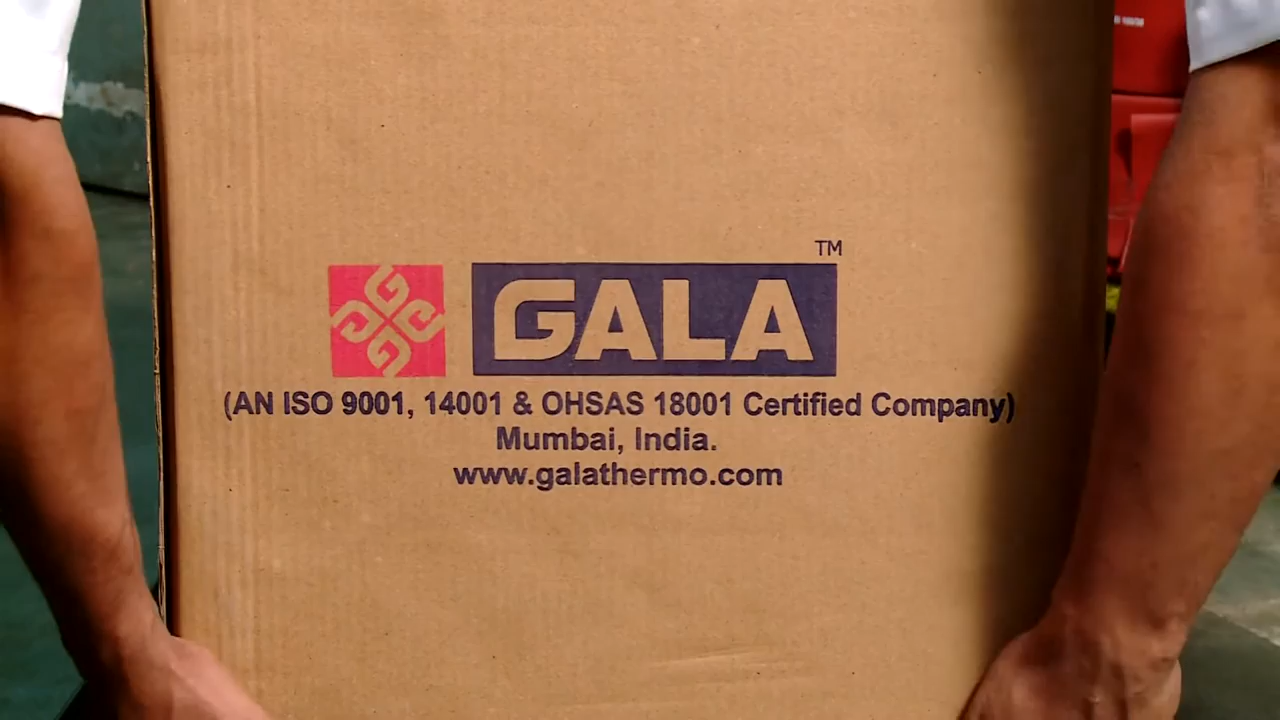 TM
GALA
(AN ISO 9001, 14001 & OHSAS 18001 Certified Company)
Mumbai, India.
www.galathermo.com